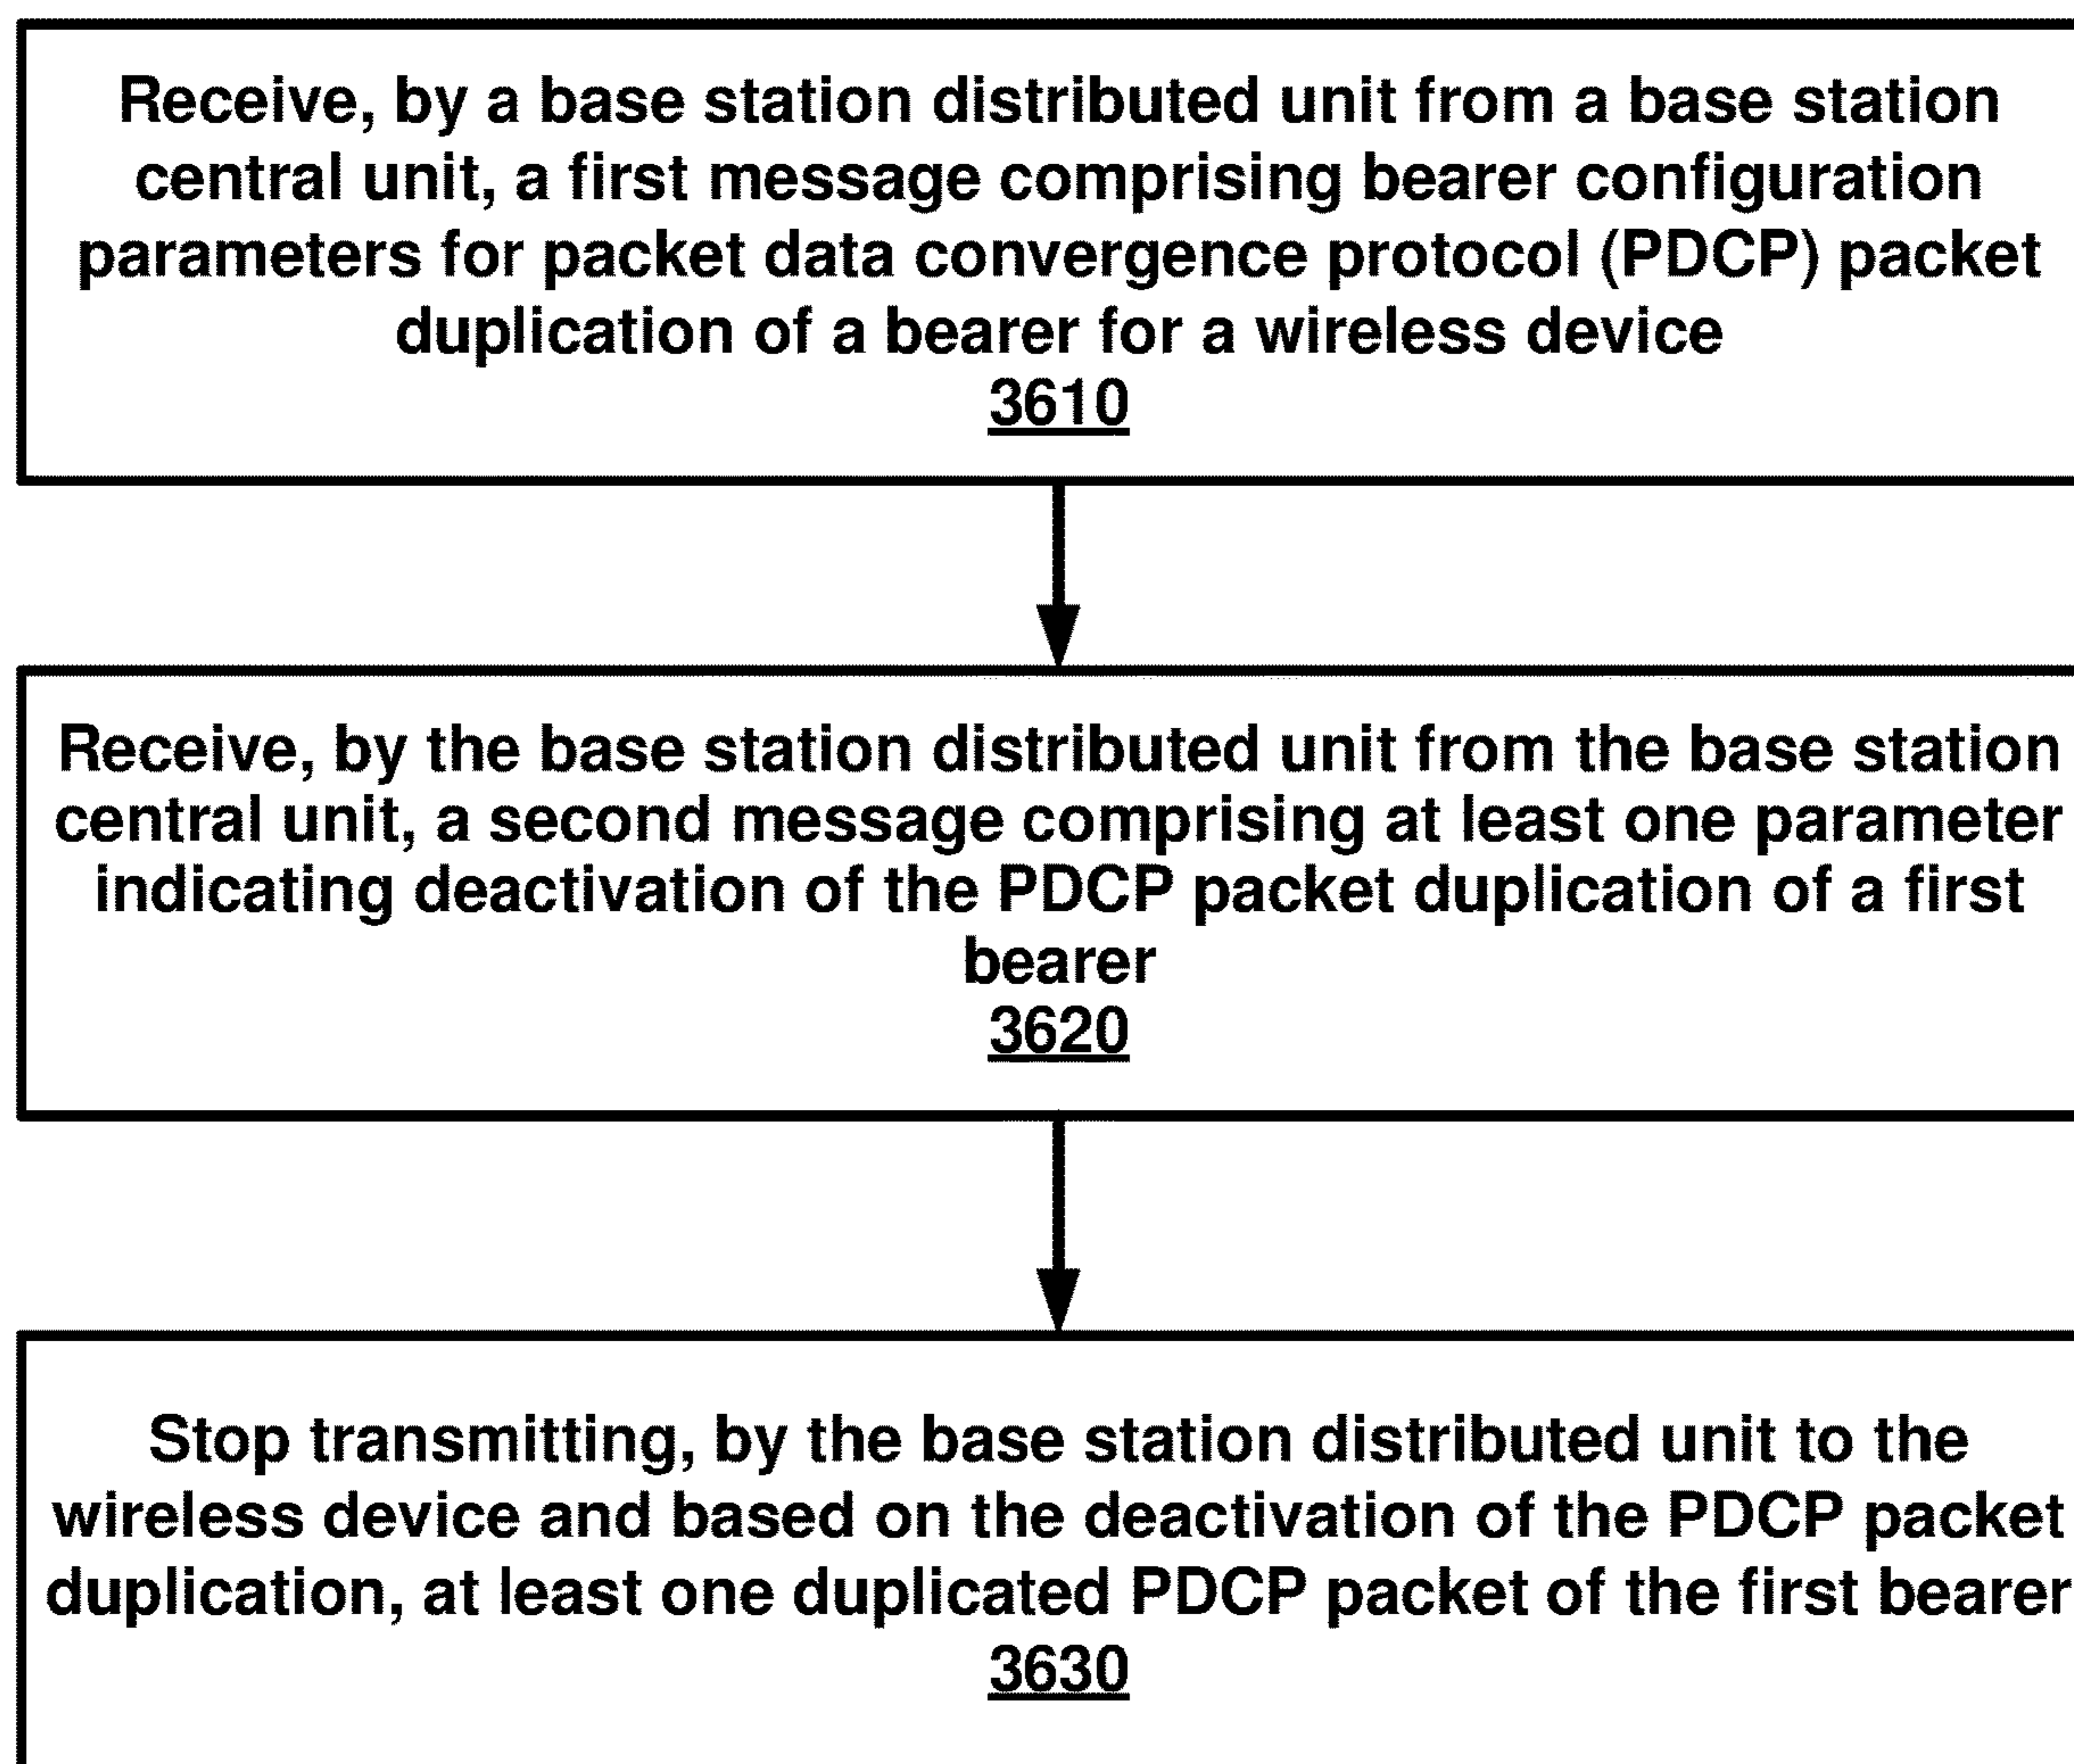 Receive, by a base station distributed unit from a base station
central unit, a first message comprising bearer configuration
parameters for packet data convergence protocol (PDCP) packet
duplication of a bearer for a wireless device
3610
Receive, by the base station distributed unit from the base station
central unit, a second message comprising at least one parameter
indicating deactivation of the PDCP packet duplication of a first
bearer
3620
Stop transmitting, by the base station distributed unit to the
wireless device and based on the deactivation of the PDCP packet
duplication, at least one duplicated PDCP packet of the first bearer
3630